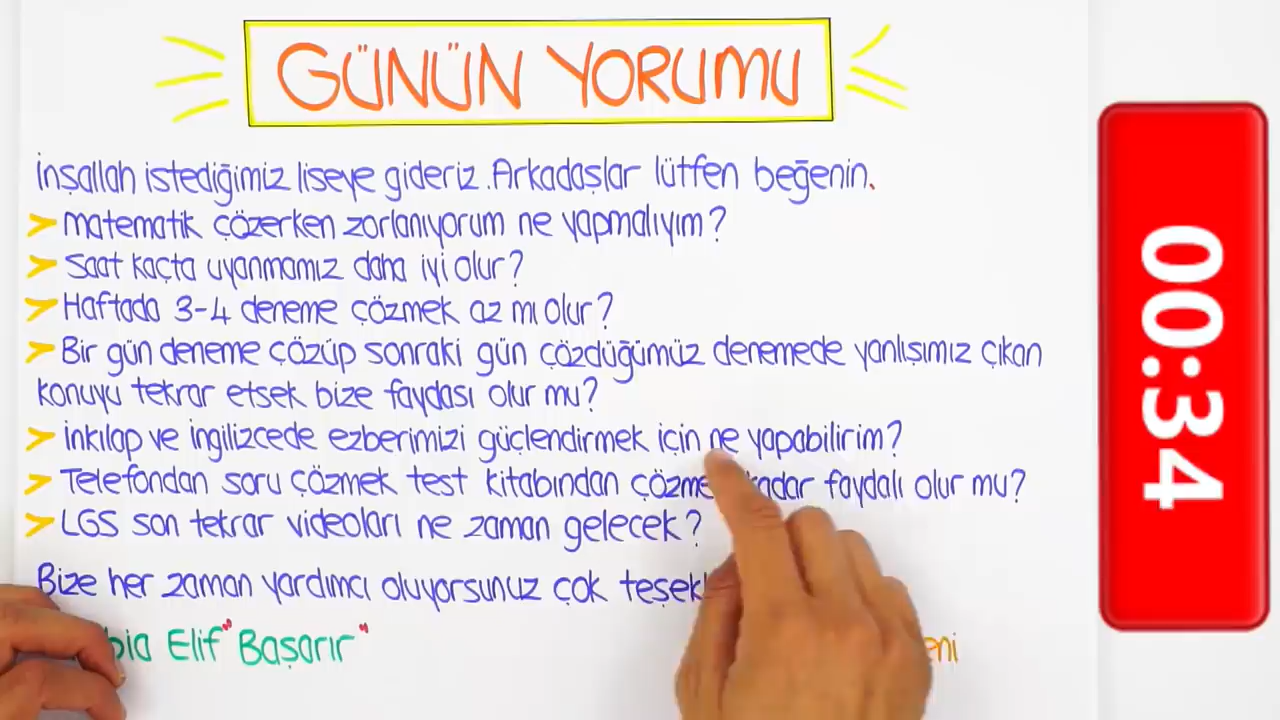 GÜNÜN YORUMU
İnşallah istediğimiz liseye gideriz. Arkadaşlar lütfen beğenin.
> Matematik çözerken zorlanıyorum ne yapmalıyım?
> Saat kaçta uyanmamız daha iyi olur?
> Haftada 3-4 deneme çözmek az mı olur?
> Bir gün deneme çözüp sonraki gün çözdüğümüz denemede yanlışımız çıkan
konuyu tekrar etsek bize faydası olur mu?
> İnkılap ve İngilizcede ezberimizi güçlendirmek için ne yapabilirim?
> Telefondan soru çözmek test kitabından faydalı olur mu?
> LGS son tekrar videoları ne zaman gelecek?
Bize her zaman yardımcı oluyorsunuz çok
Elif "Başarır"
00:34